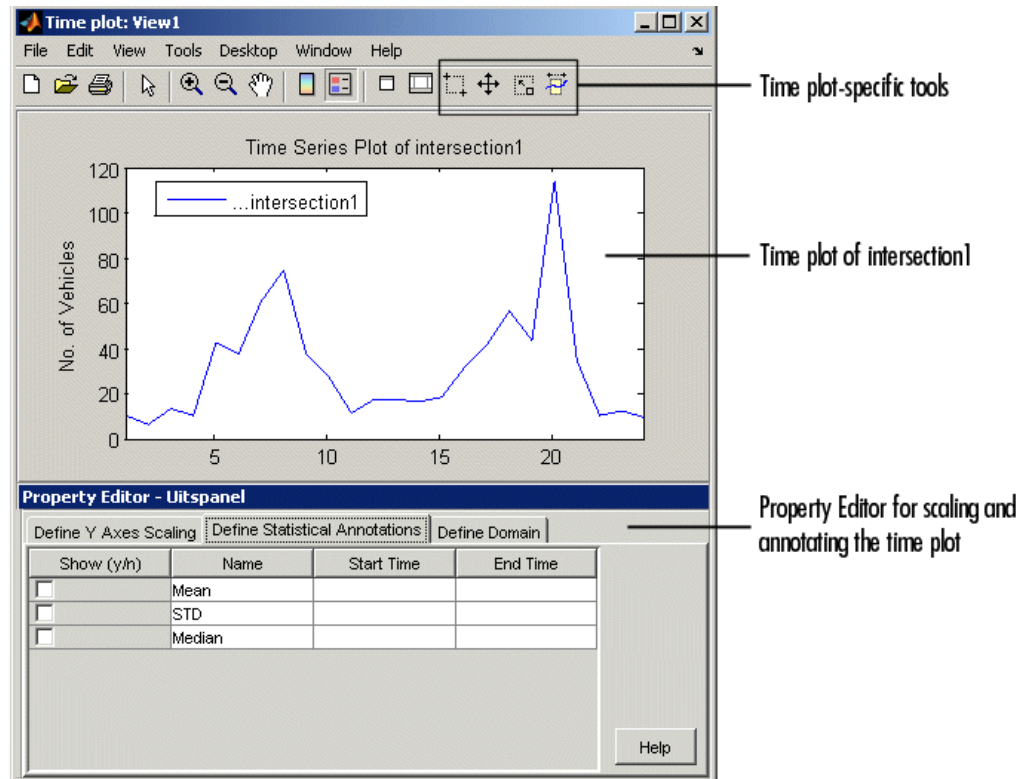 Time plot: View1
File Edit View Tools Desktop Window Help
Time plot-specific tools
Time Series Plot of intersection1
...intersection1
No. of Vehicles
120
100
80
60
40
20
0
5 10 15 20
Time plot of intersection1
Property Editor - Uitspanel
Define Y Axes Scaling Define Statistical Annotations Define Domain
Show (y/n) Name Start Time End Time
Mean
STD
Median
Help
Property Editor for scaling and
annotating the time plot